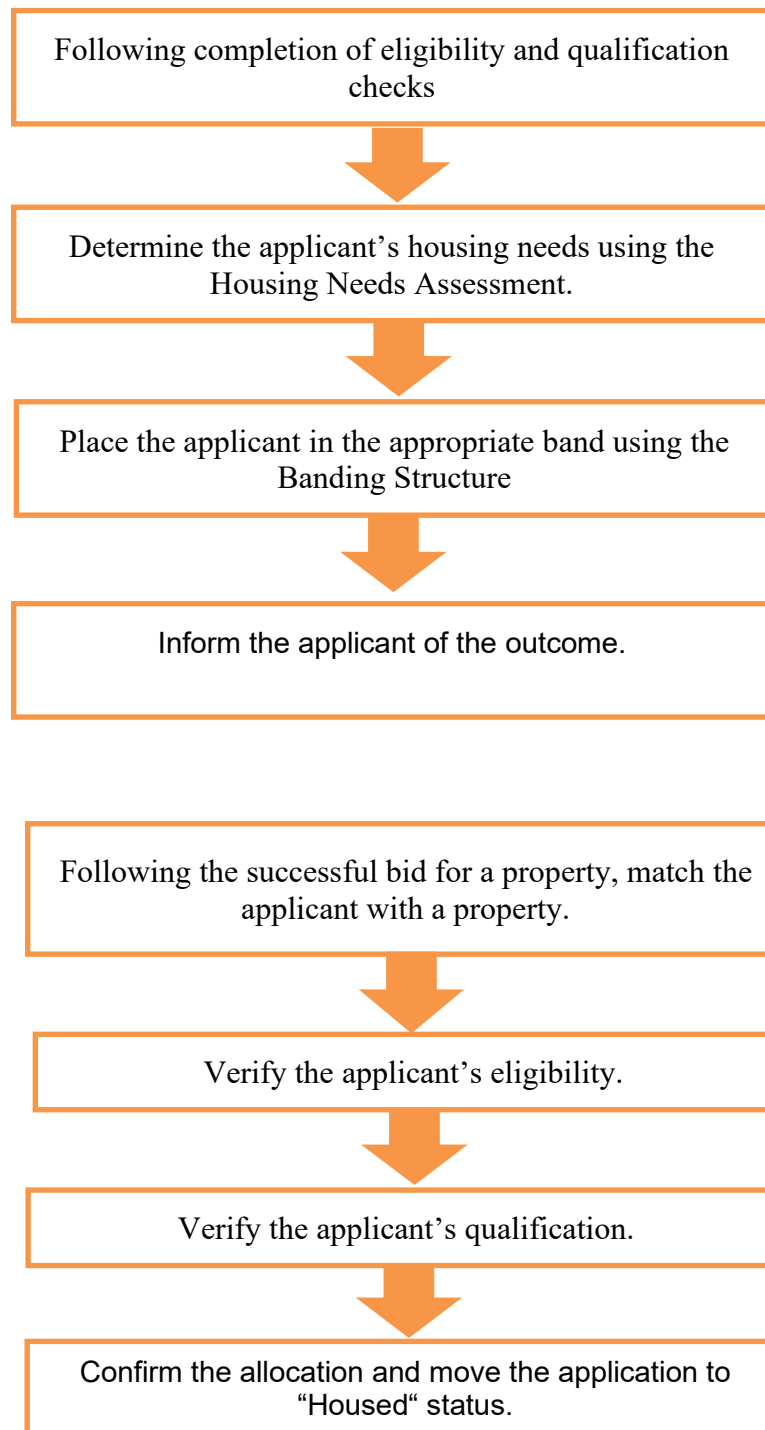 Following completion of eligibility and qualification
checks
Determine the applicant’s housing needs using the
Housing Needs Assessment.
Place the applicant in the appropriate band using the
Banding Structure
Inform the applicant of the outcome.
Following the successful bid for a property, match the
applicant with a property.
Verify the applicant’s eligibility.
Verify the applicant’s qualification.
Confirm the allocation and move the application to
“Housed“ status.